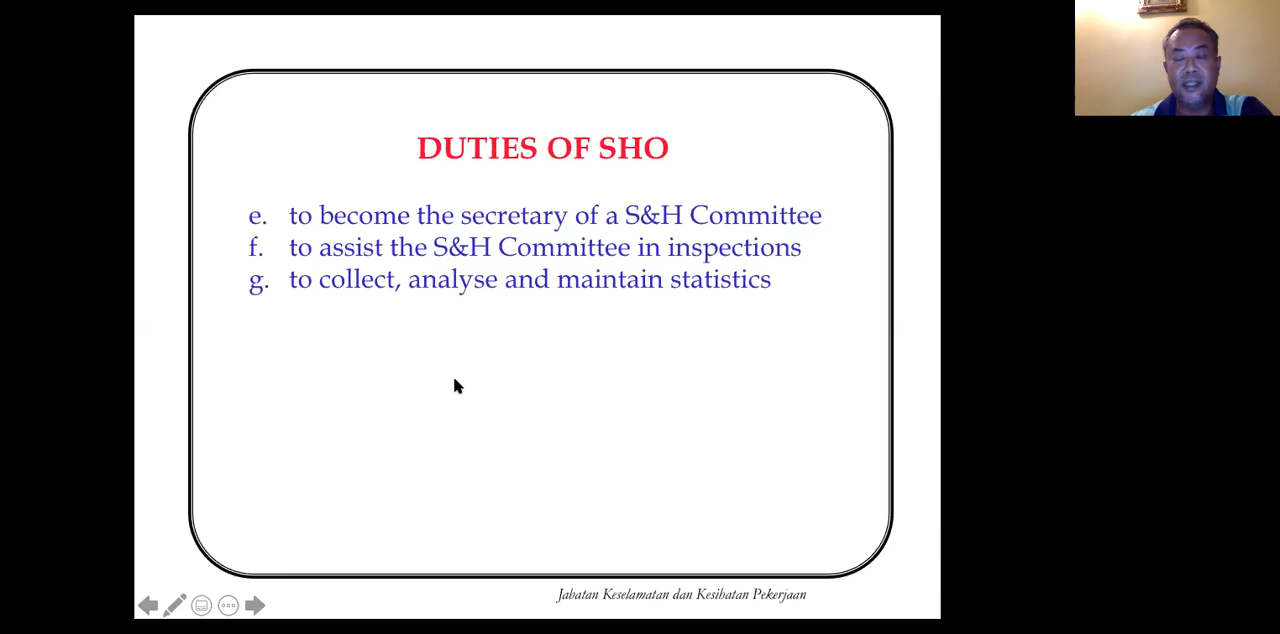 DUTIES OF SHO
e. to become the secretary of a S&H Committee
f. to assist the S&H Committee in inspections
g. to collect, analyse and maintain statistics
Jabatan Keselamatan dan Kesihatan Pekerjaan